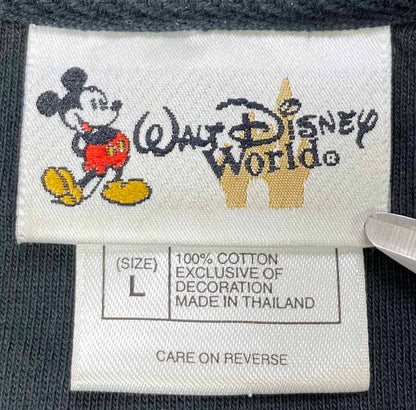 WALT DISNEY
World®
(SIZE)
L
100% COTTON
EXCLUSIVE OF
DECORATION
MADE IN THAILAND
CARE ON REVERSE